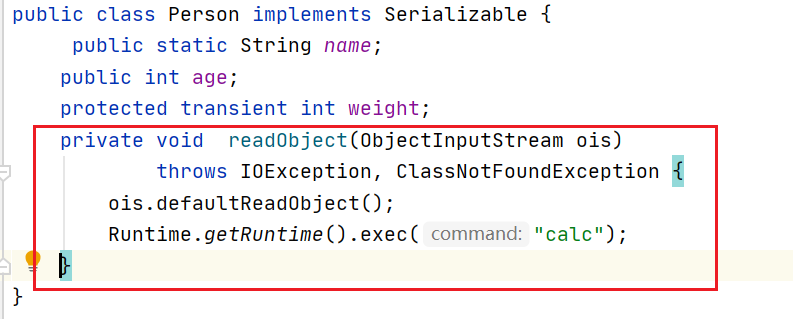 public class Person implements Serializable {
public static String name;
public int age;
protected transient int weight;
private void  readObject(ObjectInputStream ois)
throws IOException, ClassNotFoundException {
ois.defaultReadObject();
Runtime.getRuntime().exec( command: "calc");
}
}